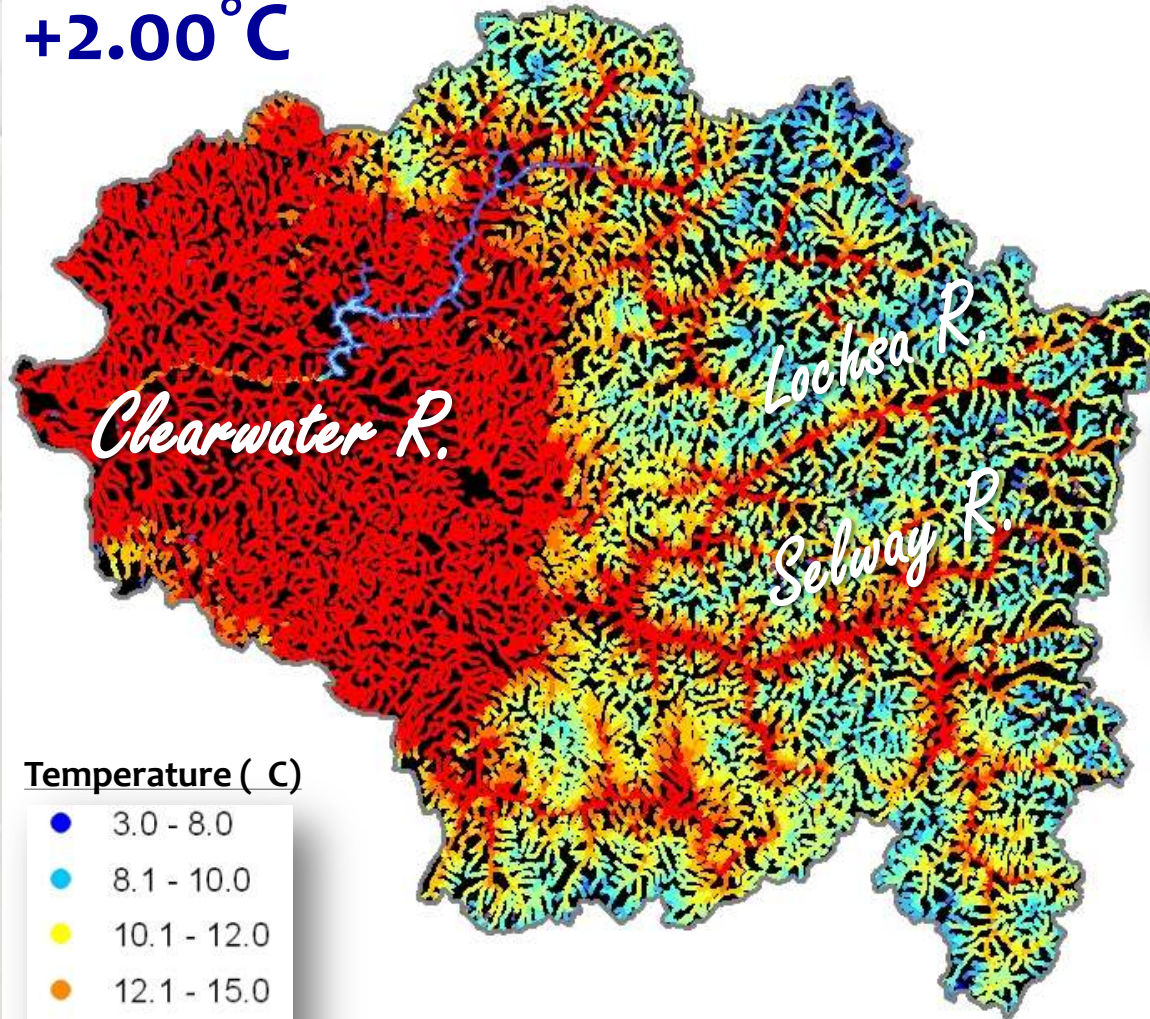 +2.00°C
Lochsa R.
Clearwater R.
Selway R.
Temperature ( C)
3.0 - 8.0
8.1 - 10.0
10.1 - 12.0
12.1 - 15.0